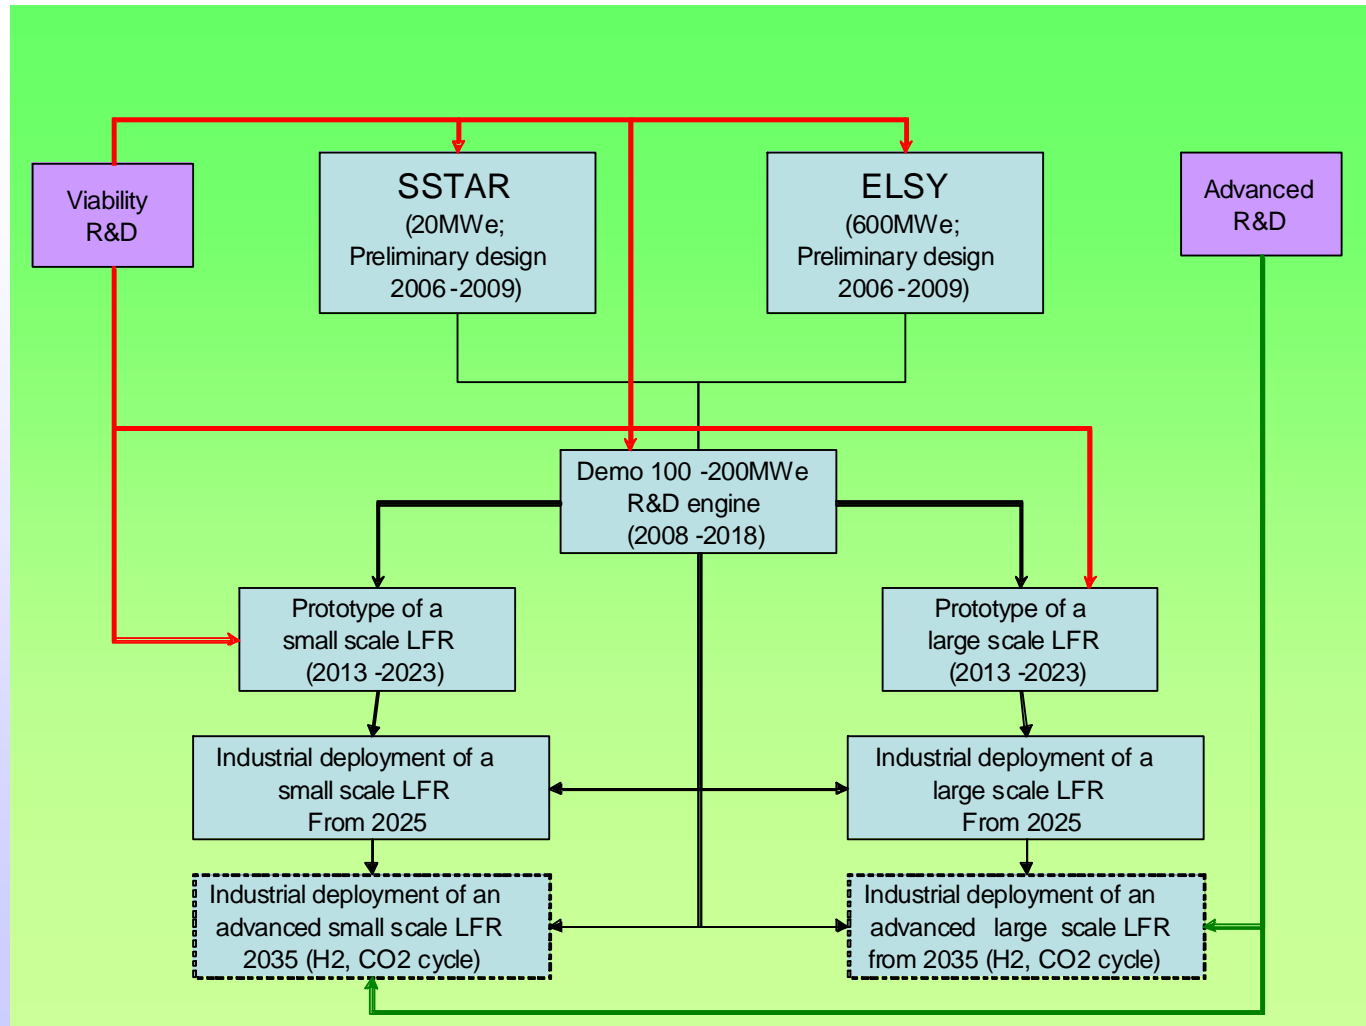 Viability
R&D
SSTAR
(20MWe;
Preliminary design
2006 -2009)
ELSY
(600MWe;
Preliminary design
2006 -2009)
Advanced
R&D
Demo 100 -200MWe
R&D engine
(2008 -2018)
Prototype of a
small scale LFR
(2013 -2023)
Prototype of a
large scale LFR
(2013 -2023)
Industrial deployment of a
small scale LFR
From 2025
Industrial deployment of a
large scale LFR
From 2025
Industrial deployment of an
advanced small scale LFR
2035 (H2, CO2 cycle)
Industrial deployment of an
advanced large scale LFR
from 2035 (H2, CO2 cycle)